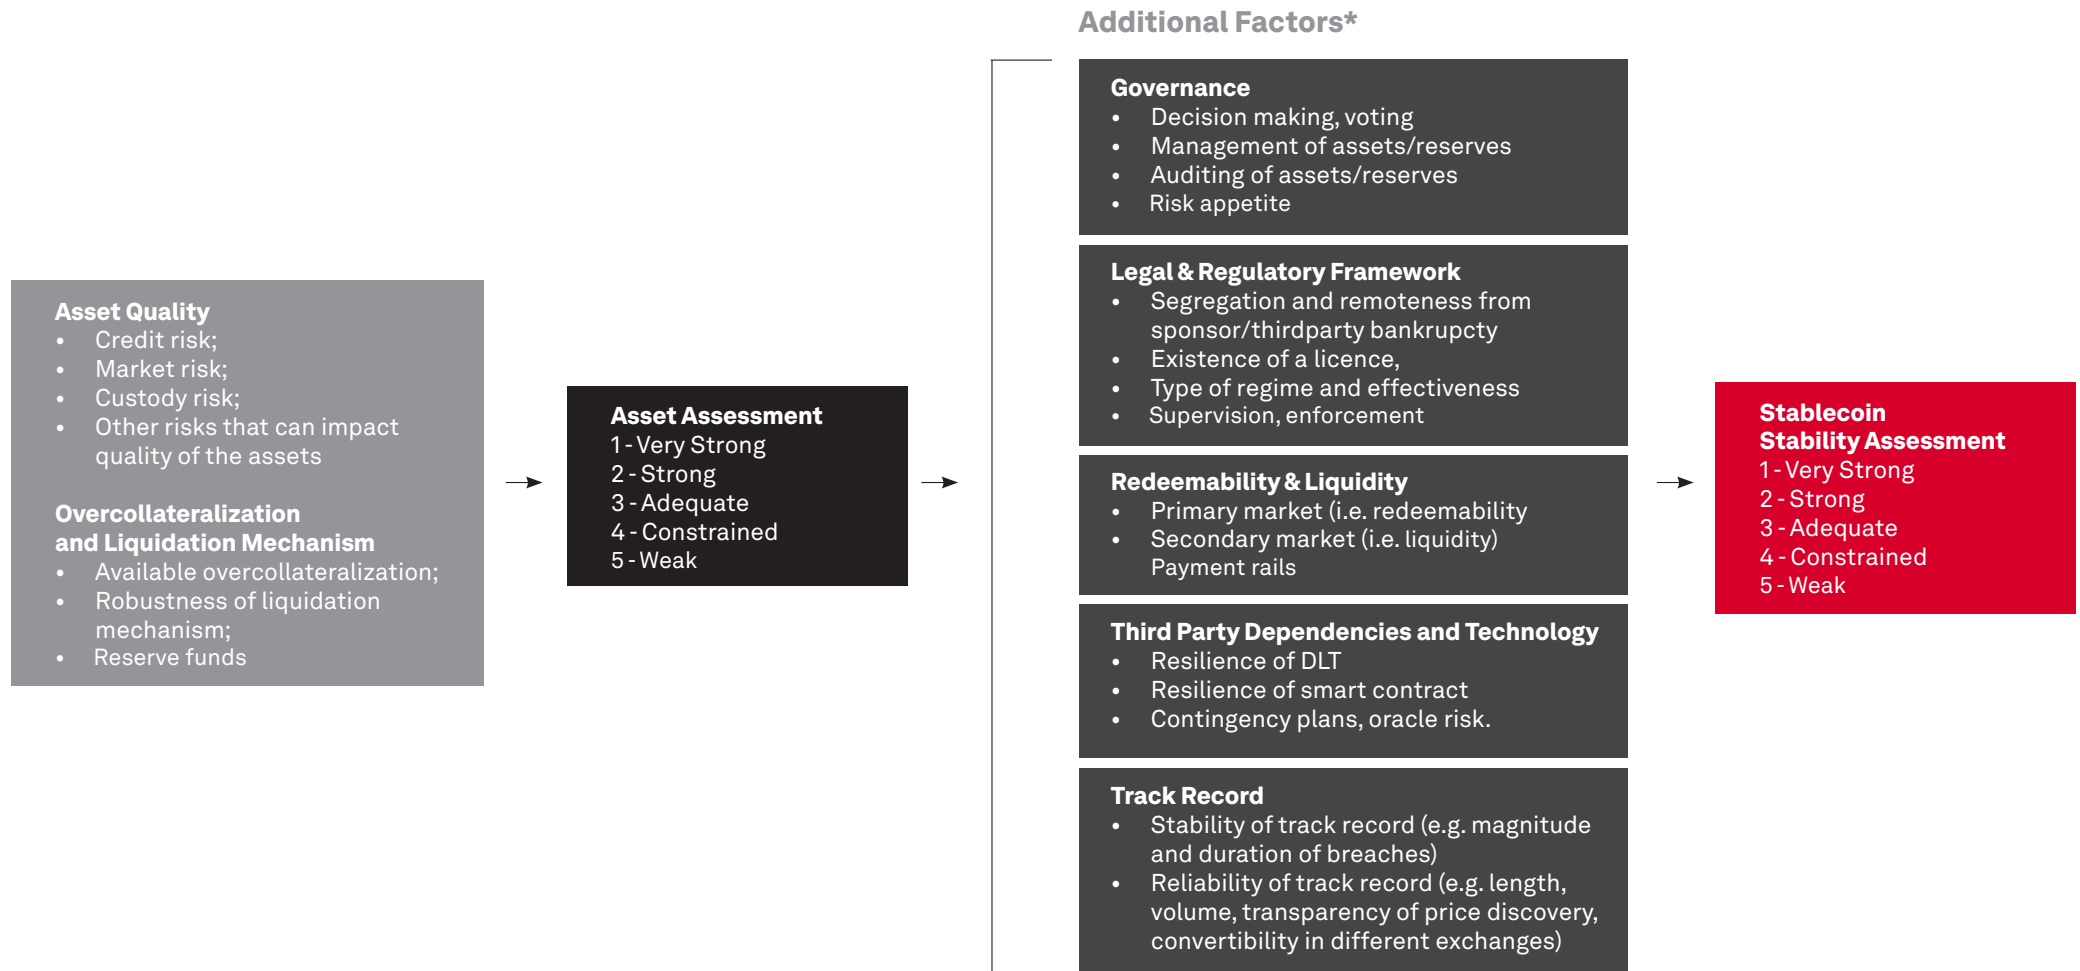 Additional Factors*
Asset Quality
• Credit risk;
• Market risk;
• Custody risk;
• Other risks that can impact
quality of the assets
Overcollateralization
and Liquidation Mechanism
• Available overcollateralization;
• Robustness of liquidation
mechanism;
• Reserve funds
Asset Assessment
1 - Very Strong
2 - Strong
3 - Adequate
4 - Constrained
5 - Weak
Governance
• Decision making, voting
• Management of assets/reserves
• Auditing of assets/reserves
• Risk appetite
Legal & Regulatory Framework
• Segregation and remoteness from
sponsor/thirdparty bankrupcty
• Existence of a licence,
• Type of regime and effectiveness
• Supervision, enforcement
Redeemability & Liquidity
• Primary market (i.e. redeemability
• Secondary market (i.e. liquidity)
Payment rails
Third Party Dependencies and Technology
• Resilience of DLT
• Resilience of smart contract
• Contingency plans, oracle risk.
Track Record
• Stability of track record (e.g. magnitude
and duration of breaches)
• Reliability of track record (e.g. length,
volume, transparency of price discovery,
convertibility in different exchanges)
Stablecoin
Stability Assessment
1 - Very Strong
2 - Strong
3 - Adequate
4 - Constrained
5 - Weak